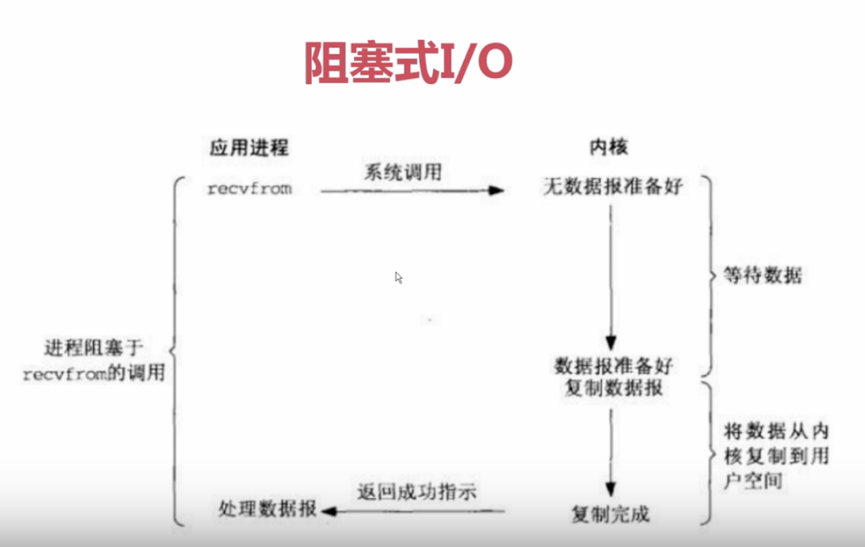 阻塞式I/O
应用进程
内核
系统调用
recvfrom
无数据报准备好
等待数据
进程阻塞于
recvfrom的调用
数据报准备好
复制数据报
将数据从内
核复制到用
户空间
返回成功指示
处理数据报
复制完成